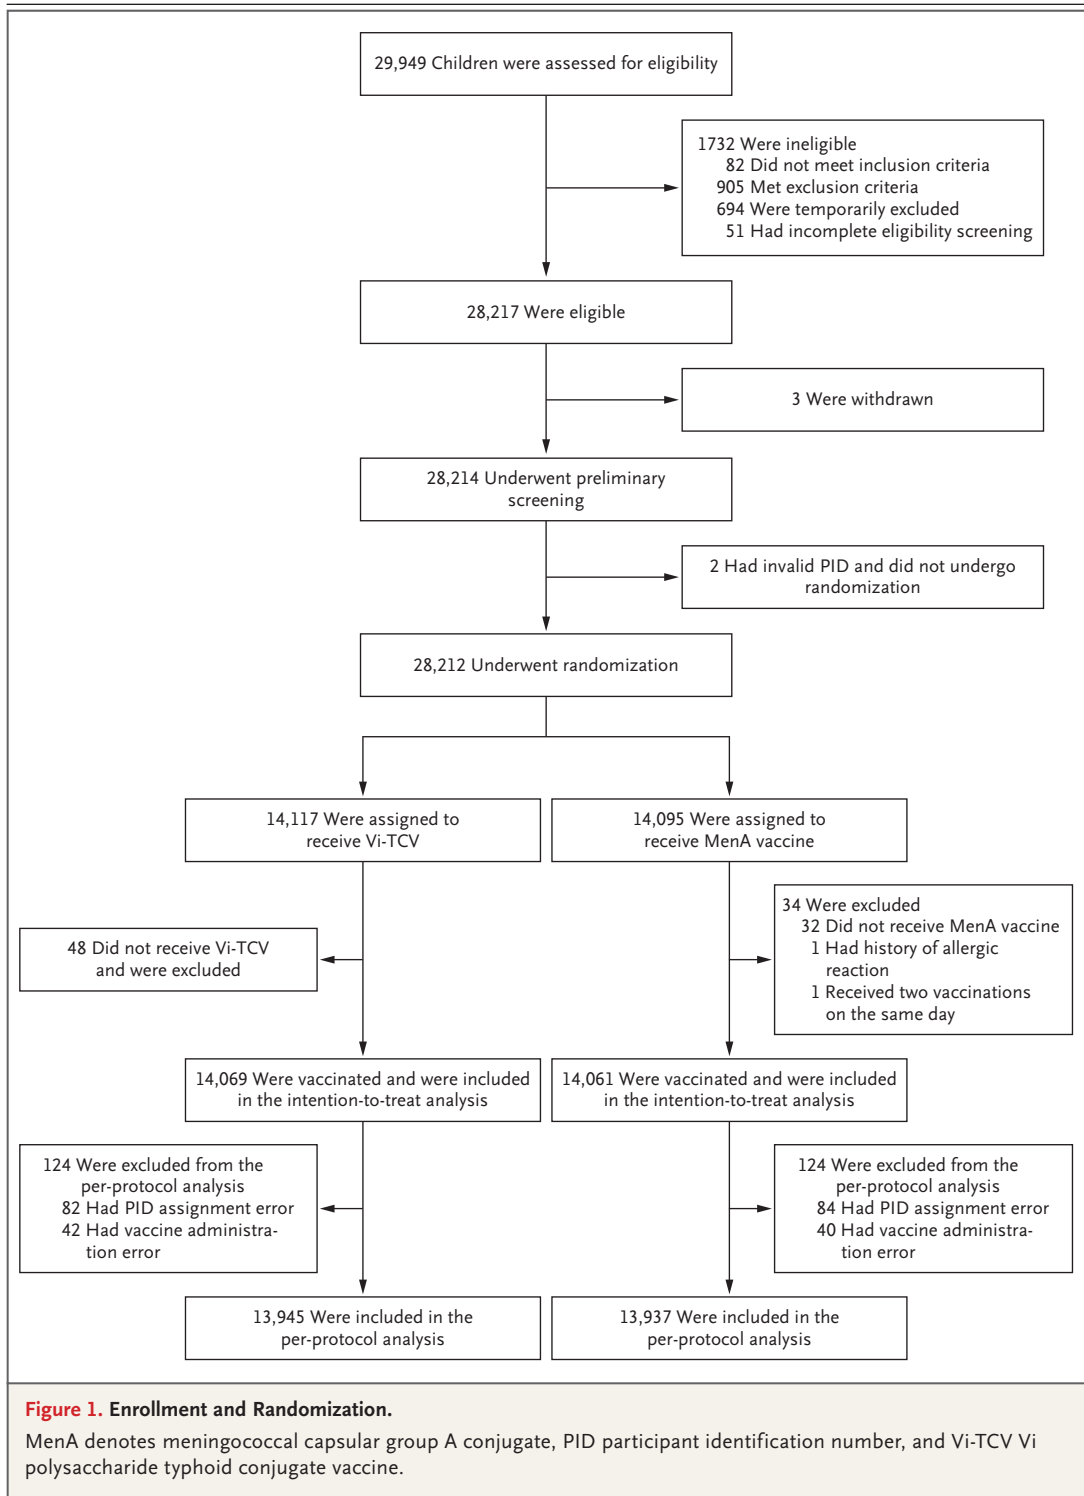 29,949 Children were assessed for eligibility
1732 Were ineligible
82 Did not meet inclusion criteria
905 Met exclusion criteria
694 Were temporarily excluded
51 Had incomplete eligibility screening
28,217 Were eligible
3 Were withdrawn
28,214 Underwent preliminary
screening
2 Had invalid PID and did not undergo
randomization
28,212 Underwent randomization
14,117 Were assigned to
receive Vi-TCV
14,095 Were assigned to
receive MenA vaccine
48 Did not receive Vi-TCV
and were excluded
34 Were excluded
32 Did not receive MenA vaccine
1 Had history of allergic
reaction
1 Received two vaccinations
on the same day
14,069 Were vaccinated and were included
in the intention-to-treat analysis
14,061 Were vaccinated and were included
in the intention-to-treat analysis
124 Were excluded from the
per-protocol analysis
82 Had PID assignment error
42 Had vaccine administra-
tion error
124 Were excluded from the
per-protocol analysis
84 Had PID assignment error
40 Had vaccine administra-
tion error
13,945 Were included in the
per-protocol analysis
13,937 Were included in the
per-protocol analysis
Figure 1. Enrollment and Randomization.
MenA denotes meningococcal capsular group A conjugate, PID participant identification number, and Vi-TCV Vi
polysaccharide typhoid conjugate vaccine.